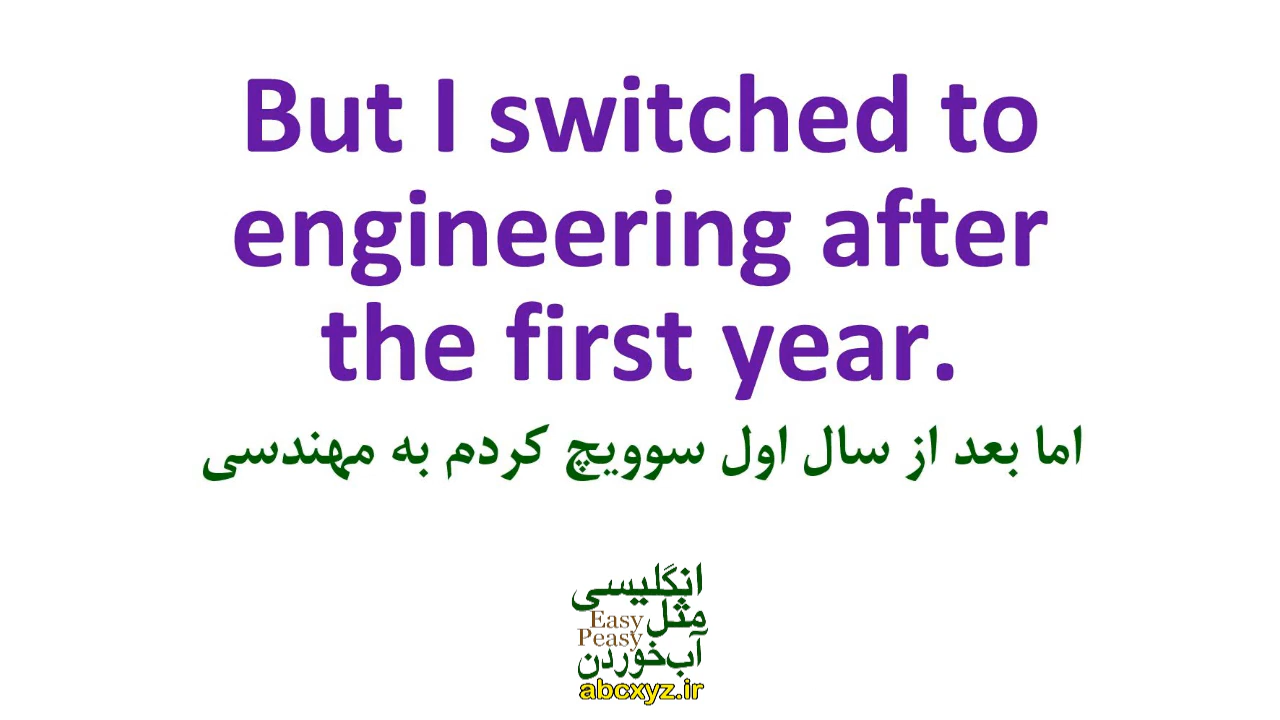 But I switched to
engineering after
the first year.
اما بعد از سال اول سوویچ کردم به مهندسی
انگلیسی
مثل
Easy
Peasy
آب‌خوردن
abcxyz.ir